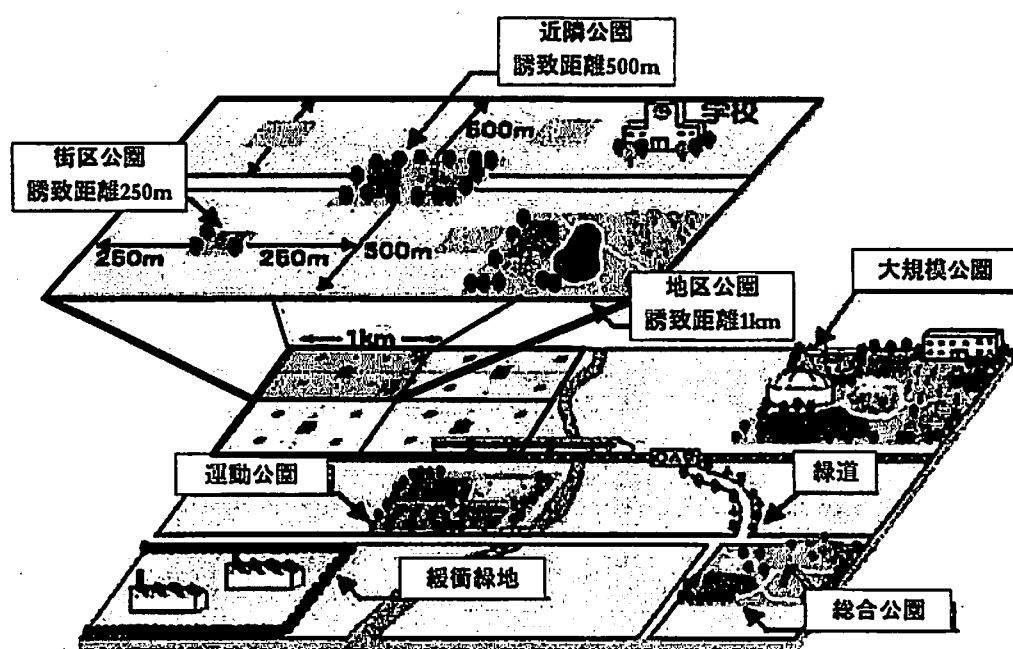 近隣公園
誘致距離500m
学校
500m
街区公園
誘致距離250m
250m
250m
500m
地区公園
誘致距離1km
大規模公園
1km
運動公園
緑道
緩衝緑地
総合公園